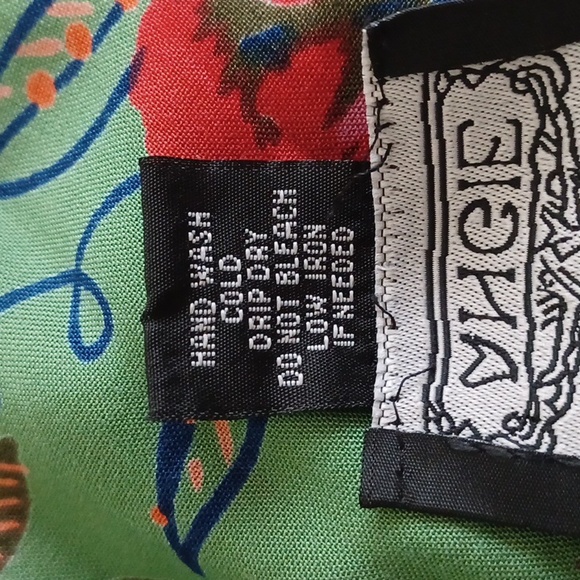 HAND WASH
COLD
DRIP DRY
DO NOT BLEACH
LOW IRON
IF NEEDED